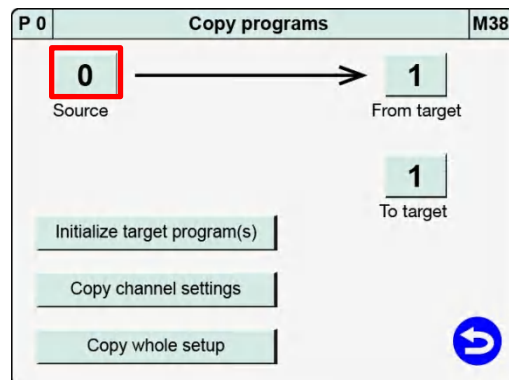 P 0 Copy programs M38
0 1
Source From target
1
To target
Initialize target program(s)
Copy channel settings
Copy whole setup